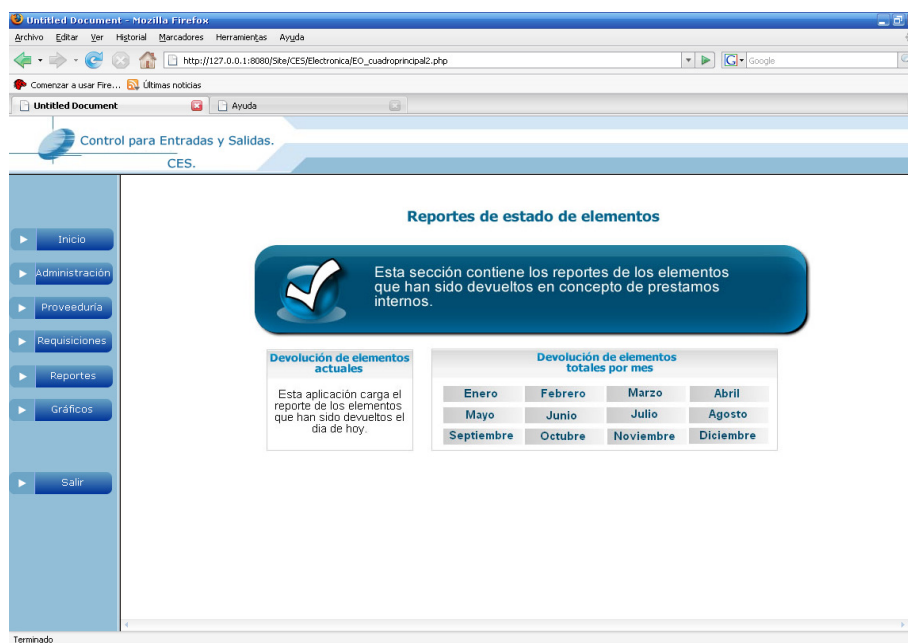 Untitled Document - Mozilla Firefox
Archivo Editar Ver Historial Marcadores Herramientas Ayuda
http://127.0.0.1:8080/Site/CES/Electronica/EO_cuadroprincipal2.php
G Google
Comenzar a usar Fire... Últimas noticias
Untitled Document Ayuda
Control para Entradas y Salidas.
CES.
Inicio
Administración
Proveeduría
Requisiciones
Reportes
Gráficos
Salir
Reportes de estado de elementos
Esta sección contiene los reportes de los elementos
que han sido devueltos en concepto de prestamos
internos.
Devolución de elementos
actuales
Esta aplicación carga el
reporte de los elementos
que han sido devueltos el
dia de hoy.
Devolución de elementos
totales por mes
Enero Febrero Marzo Abril
Mayo Junio Julio Agosto
Septiembre Octubre Noviembre Diciembre
Terminado